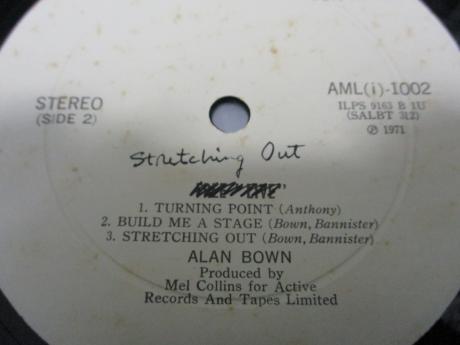 STEREO
(SIDE 2)
AML(i)-1002
ILPS 9163 B 1U
(SALBT 312)
℗ 1971
Stretching Out
1. TURNING POINT (Anthony)
2. BUILD ME A STAGE (Bown, Bannister)
3. STRETCHING OUT (Bown, Bannister)
ALAN BOWN
Produced by
Mel Collins for Active
Records And Tapes Limited